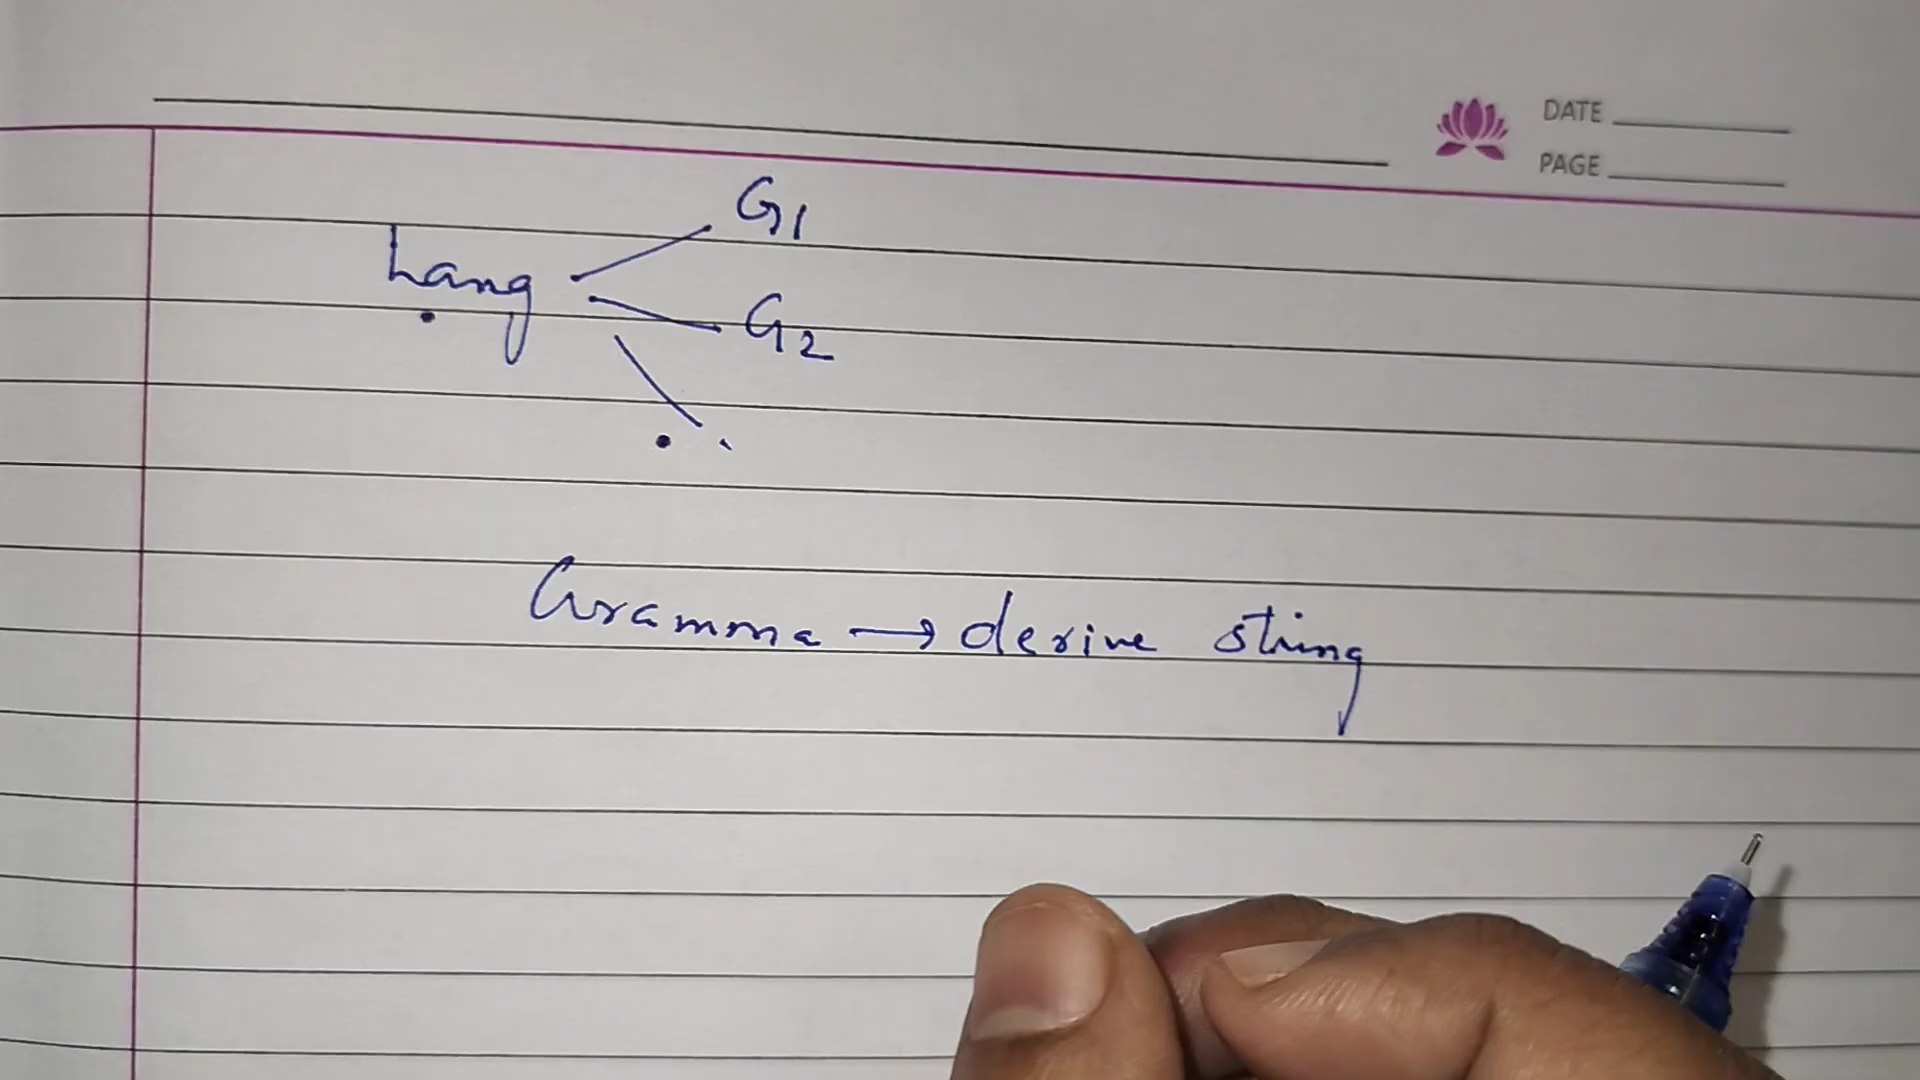 DATE
PAGE
G1
Lang
G2
Gramma → derive string